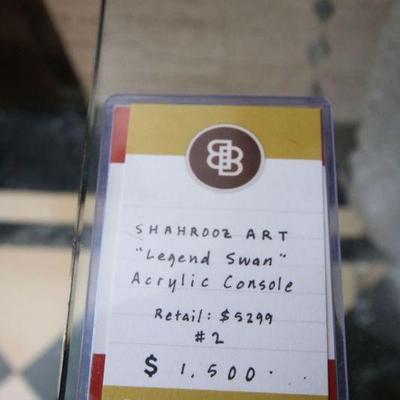 SHAHROOZ ART
"Legend Swan"
Acrylic Console
Retail: $5299
#2
$ 1,500.